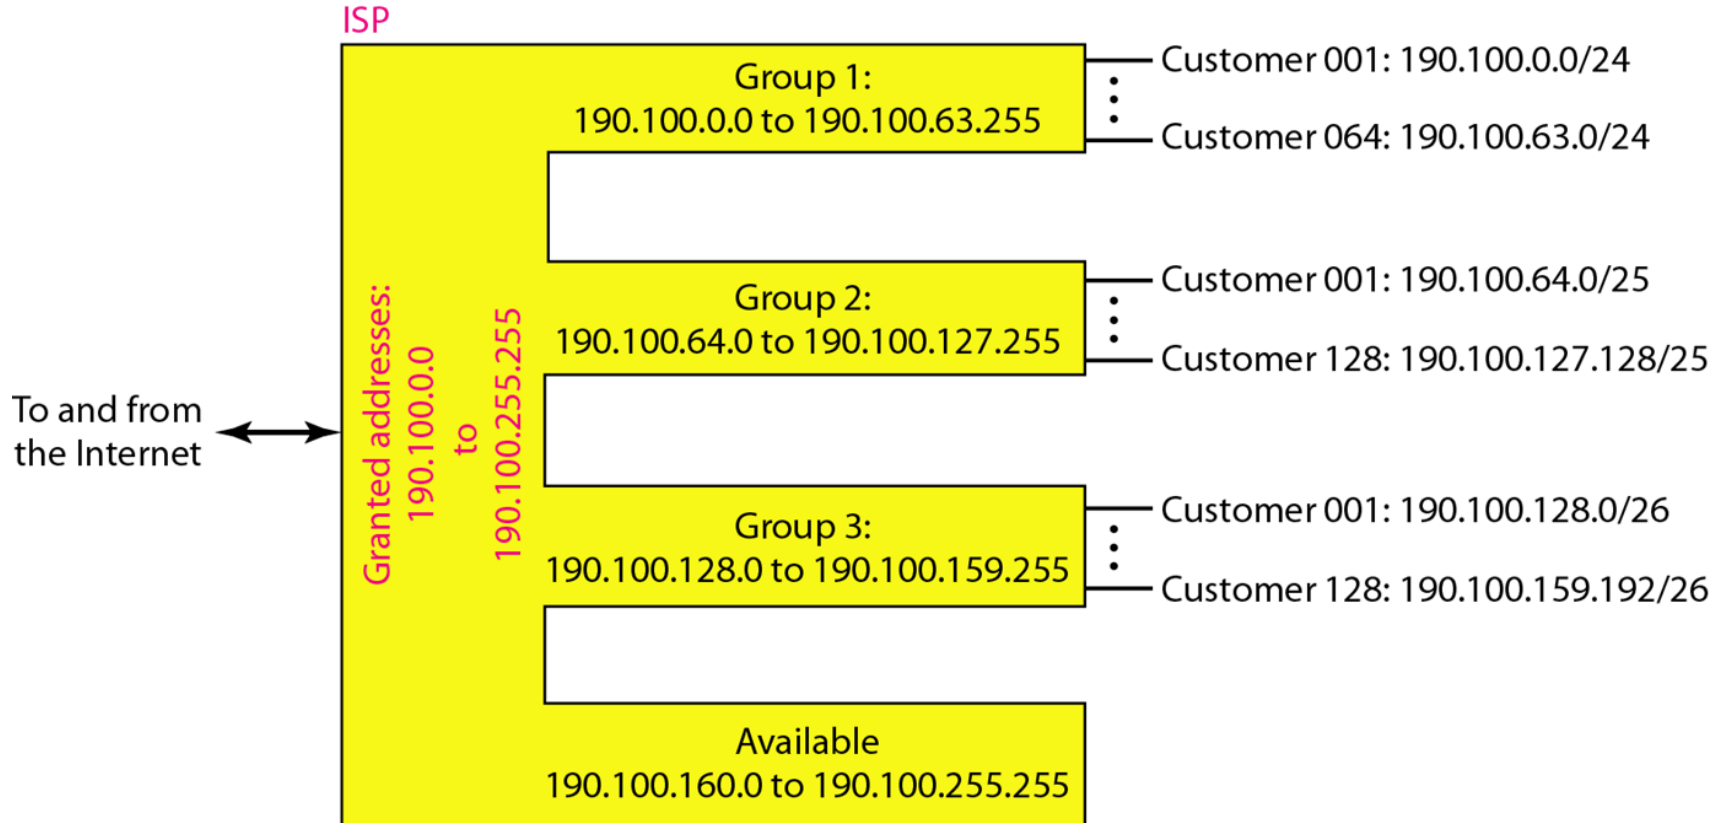 ISP
Group 1:
190.100.0.0 to 190.100.63.255
Customer 001: 190.100.0.0/24
Customer 064: 190.100.63.0/24
Group 2:
190.100.64.0 to 190.100.127.255
Customer 001: 190.100.64.0/25
Customer 128: 190.100.127.128/25
To and from
the Internet
Granted addresses:
190.100.0.0
to
190.100.255.255
Group 3:
190.100.128.0 to 190.100.159.255
Customer 001: 190.100.128.0/26
Customer 128: 190.100.159.192/26
Available
190.100.160.0 to 190.100.255.255